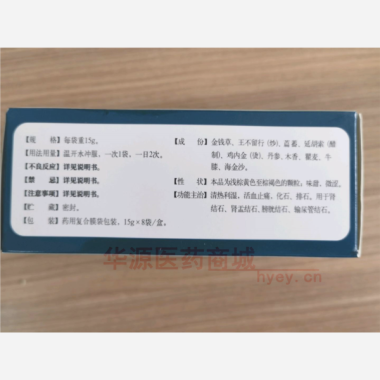 【规 格】每袋重15g。
【用法用量】温开水冲服,一次1袋,一日2次。
【不良反应】详见说明书。
【禁 忌】详见说明书。
【注意事项】详见说明书。
【贮 藏】密封。
【包 装】药用复合膜袋包装,15g×8袋/盒。
【成 份】金钱草、王不留行(炒)、萹蓄、延胡索(醋
制)、鸡内金(烫)、丹参、木香、瞿麦、牛
膝、海金沙。
【性 状】本品为浅棕黄色至棕褐色的颗粒;味甜、微涩。
【功能主治】清热利湿,活血止痛,化石、排石。用于肾
结石、肾盂结石、膀胱结石、输尿管结石。
华源医药商城
hyey.cn